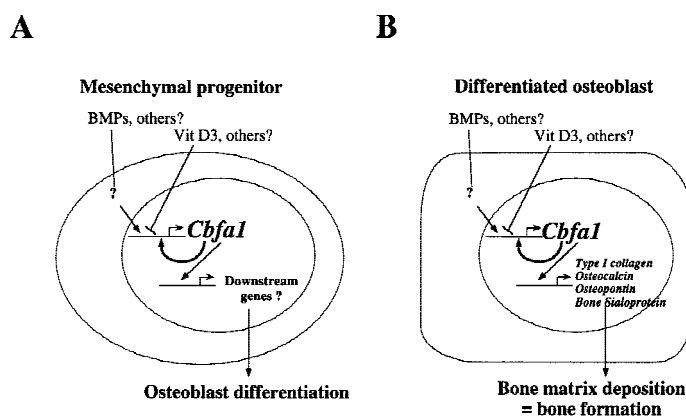 A
Mesenchymal progenitor
BMPs, others?
Vit D3, others?
?
Cbfa1
Downstream
genes ?
Osteoblast differentiation
B
Differentiated osteoblast
BMPs, others?
Vit D3, others?
?
Cbfa1
Type I collagen
Osteocalcin
Osteopontin
Bone Sialoprotein
Bone matrix deposition
= bone formation